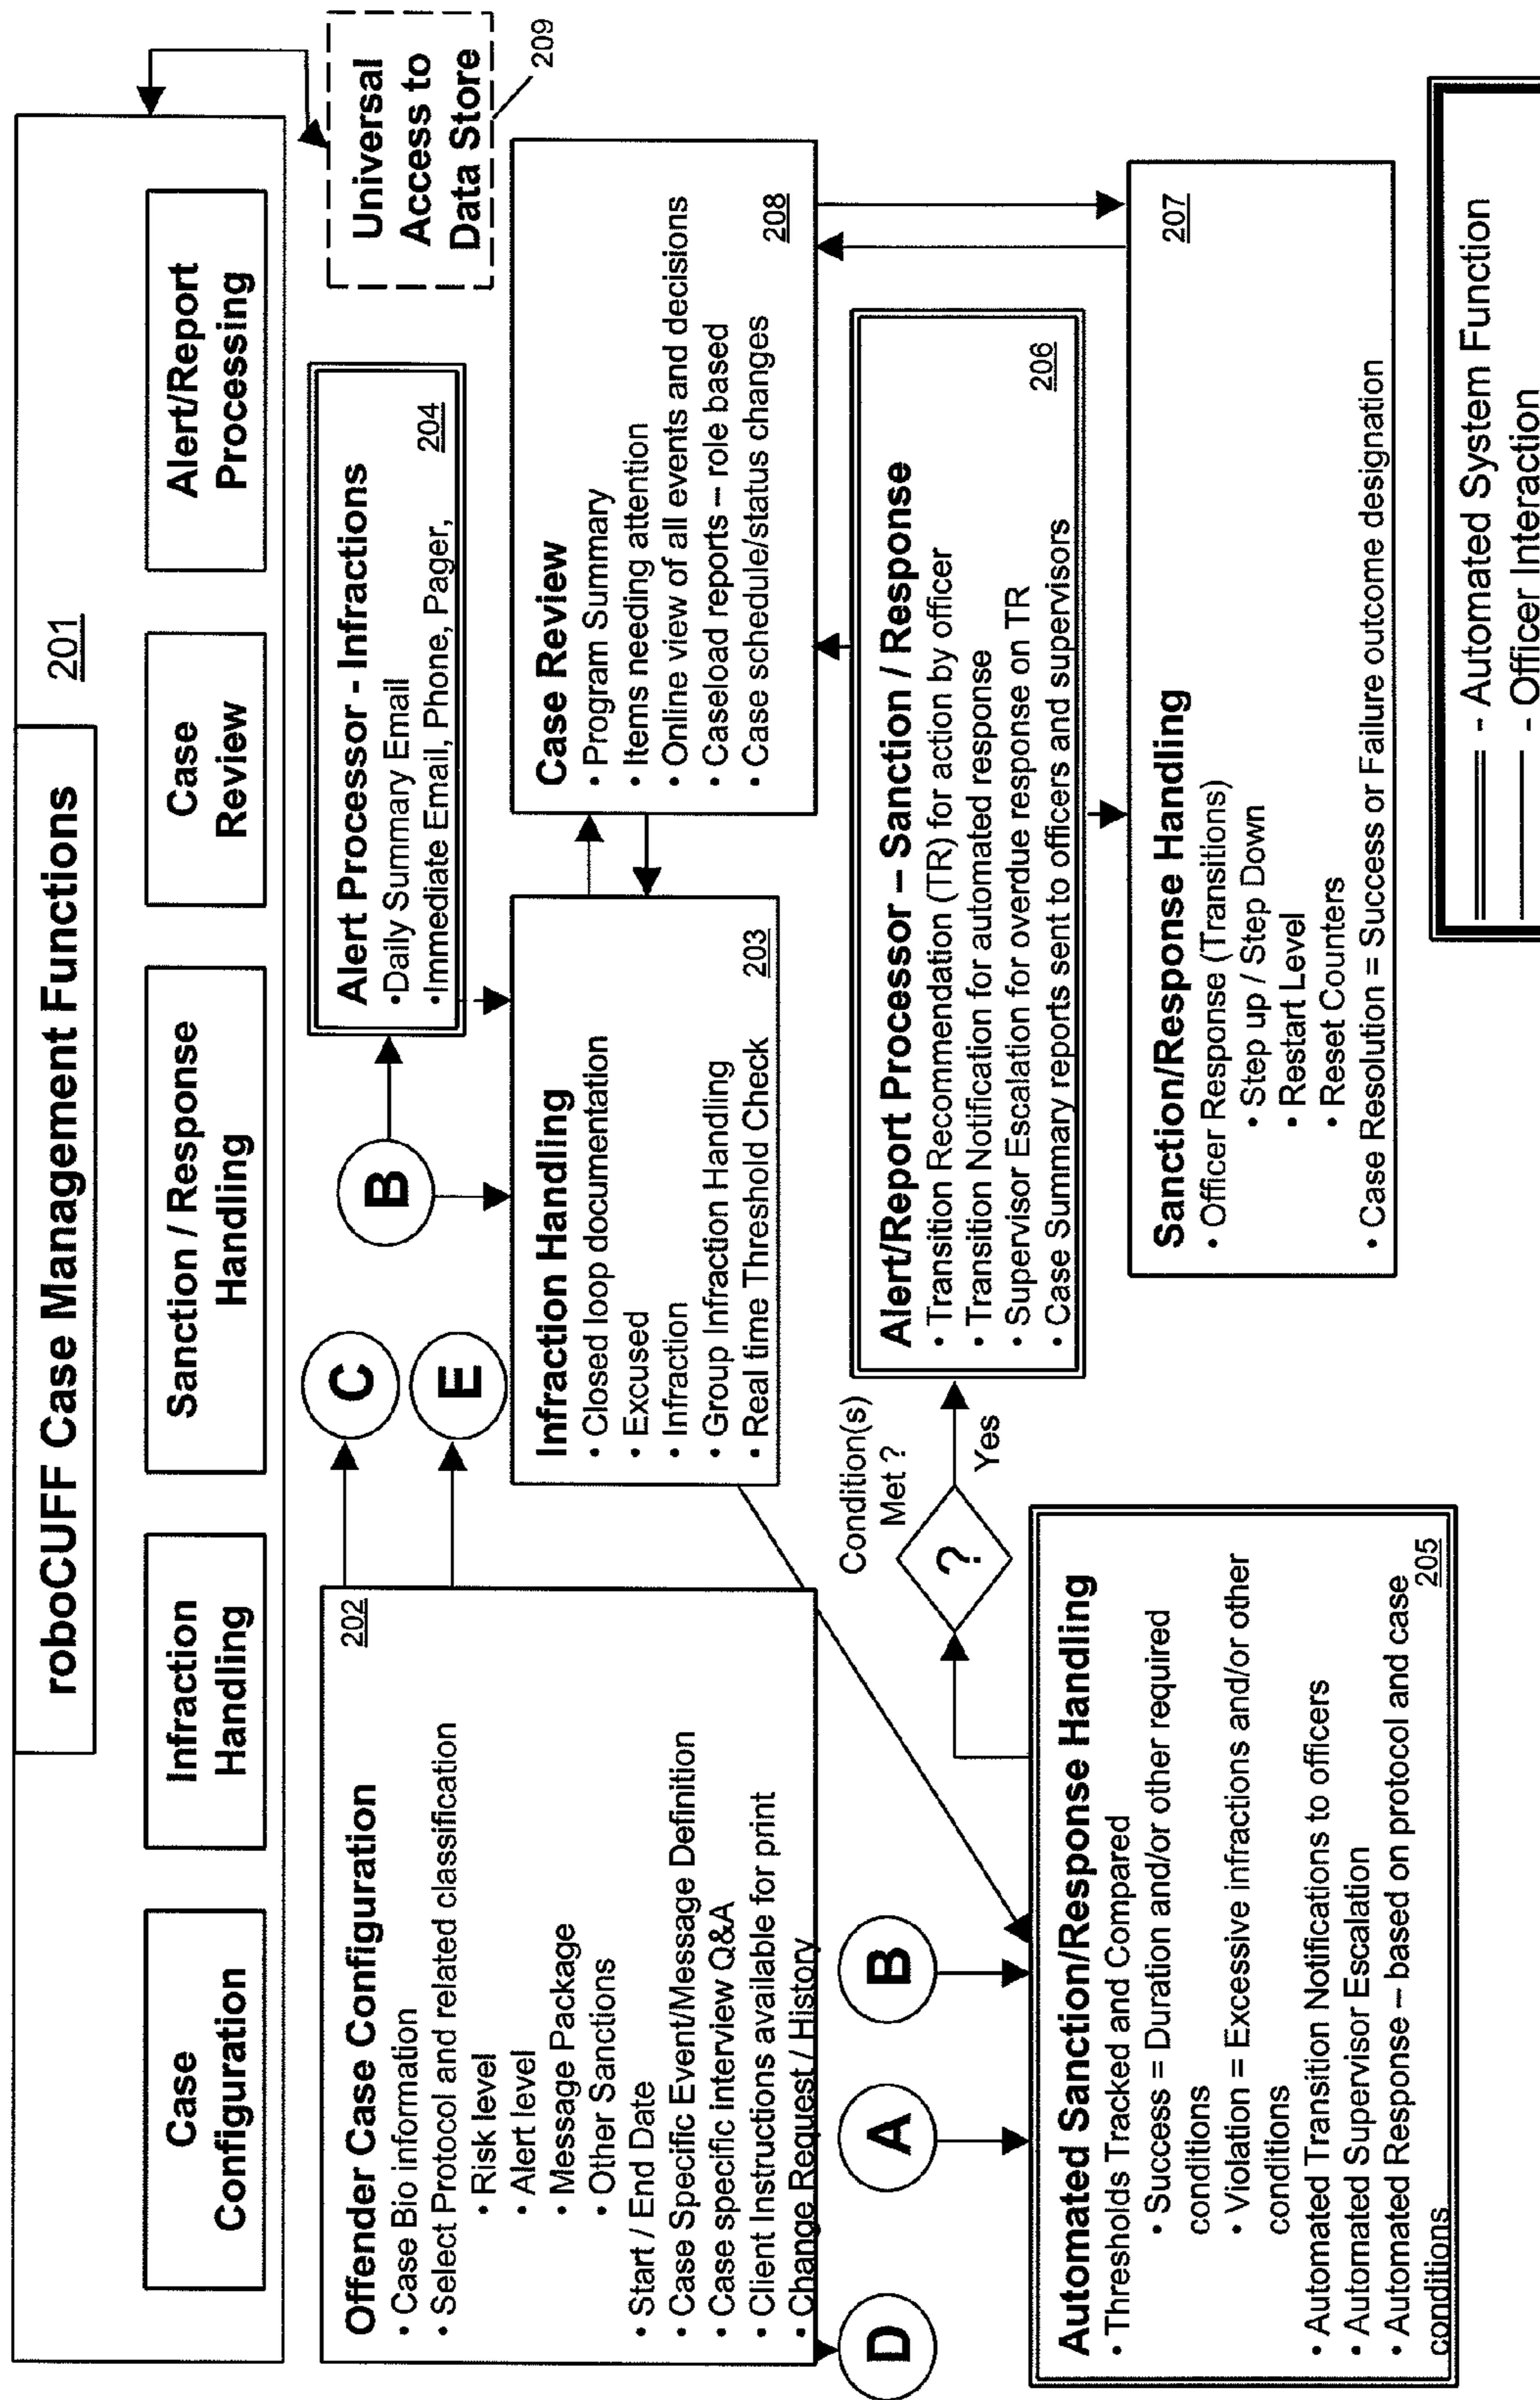 roboCUFF Case Management Functions
201
Case
Configuration
Infraction
Handling
Sanction / Response
Handling
Case
Review
Alert/Report
Processing
Universal
Access to
Data Store
209
Offender Case Configuration
202
• Case Bio information
• Select Protocol and related classification
• Risk level
• Alert level
• Message Package
• Other Sanctions
• Start / End Date
• Case Specific Event/Message Definition
• Case specific interview Q&A
• Client Instructions available for print
• Change Request / History
C
E
B
Alert Processor - Infractions
•Daily Summary Email
204
•Immediate Email, Phone, Pager,
Infraction Handling
• Closed loop documentation
• Excused
• Infraction
• Group Infraction Handling
• Real time Threshold Check
203
Case Review
• Program Summary
• Items needing attention
• Online view of all events and decisions
• Caseload reports – role based
208
• Case schedule/status changes
D
A
B
Condition(s)
Met ?
?
Yes
Automated Sanction/Response Handling
• Thresholds Tracked and Compared
• Success = Duration and/or other required
conditions
• Violation = Excessive infractions and/or other
conditions
• Automated Transition Notifications to officers
• Automated Supervisor Escalation
• Automated Response – based on protocol and case
conditions
205
Alert/Report Processor – Sanction / Response
• Transition Recommendation (TR) for action by officer
• Transition Notification for automated response
• Supervisor Escalation for overdue response on TR
206
• Case Summary reports sent to officers and supervisors
Sanction/Response Handling
207
• Officer Response (Transitions)
• Step up / Step Down
• Restart Level
• Reset Counters
• Case Resolution = Success or Failure outcome designation
- Automated System Function
- Officer Interaction